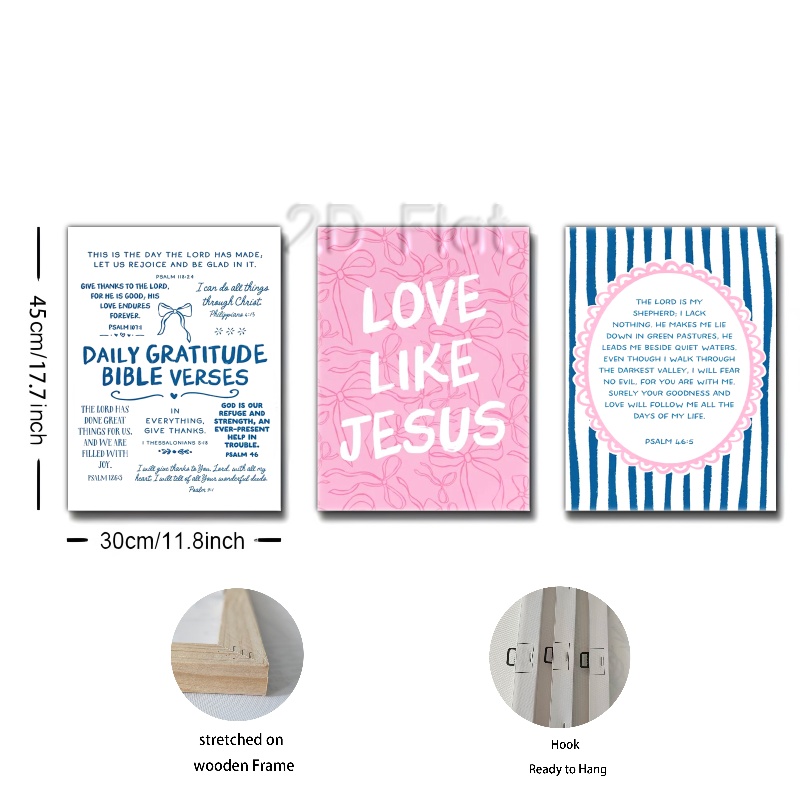 2D Flat.
45cm/17.7inch
THIS IS THE DAY THE LORD HAS MADE;
LET US REJOICE AND BE GLAD IN IT.
PSALM 118:24
GIVE THANKS TO THE LORD,
FOR HE IS GOOD; HIS
LOVE ENDURES
FOREVER.
PSALM 107:1
I can do all things
through Christ.
Philippians 4:13
DAILY GRATITUDE
BIBLE VERSES
THE LORD HAS
DONE GREAT
THINGS FOR US,
AND WE ARE
FILLED WITH
JOY.
PSALM 126:3
IN
EVERYTHING,
GIVE THANKS.
1 THESSALONIANS 5:18
GOD IS OUR
REFUGE AND
STRENGTH, AN
EVER-PRESENT
HELP IN
TROUBLE.
PSALM 46
I will give thanks to You, Lord, with all my
heart; I will tell of all Your wonderful deeds.
Psalm 9:1
LOVE
LIKE
JESUS
THE LORD IS MY
SHEPHERD; I LACK
NOTHING. HE MAKES ME LIE
DOWN IN GREEN PASTURES, HE
LEADS ME BESIDE QUIET WATERS.
EVEN THOUGH I WALK THROUGH
THE DARKEST VALLEY, I WILL FEAR
NO EVIL, FOR YOU ARE WITH ME.
SURELY YOUR GOODNESS AND
LOVE WILL FOLLOW ME ALL THE
DAYS OF MY LIFE.
PSALM 46:5
30cm/11.8inch
stretched on
wooden Frame
Hook
Ready to Hang